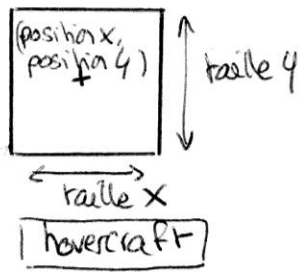 (position x,
position y)
taille y
taille X
hovercraft